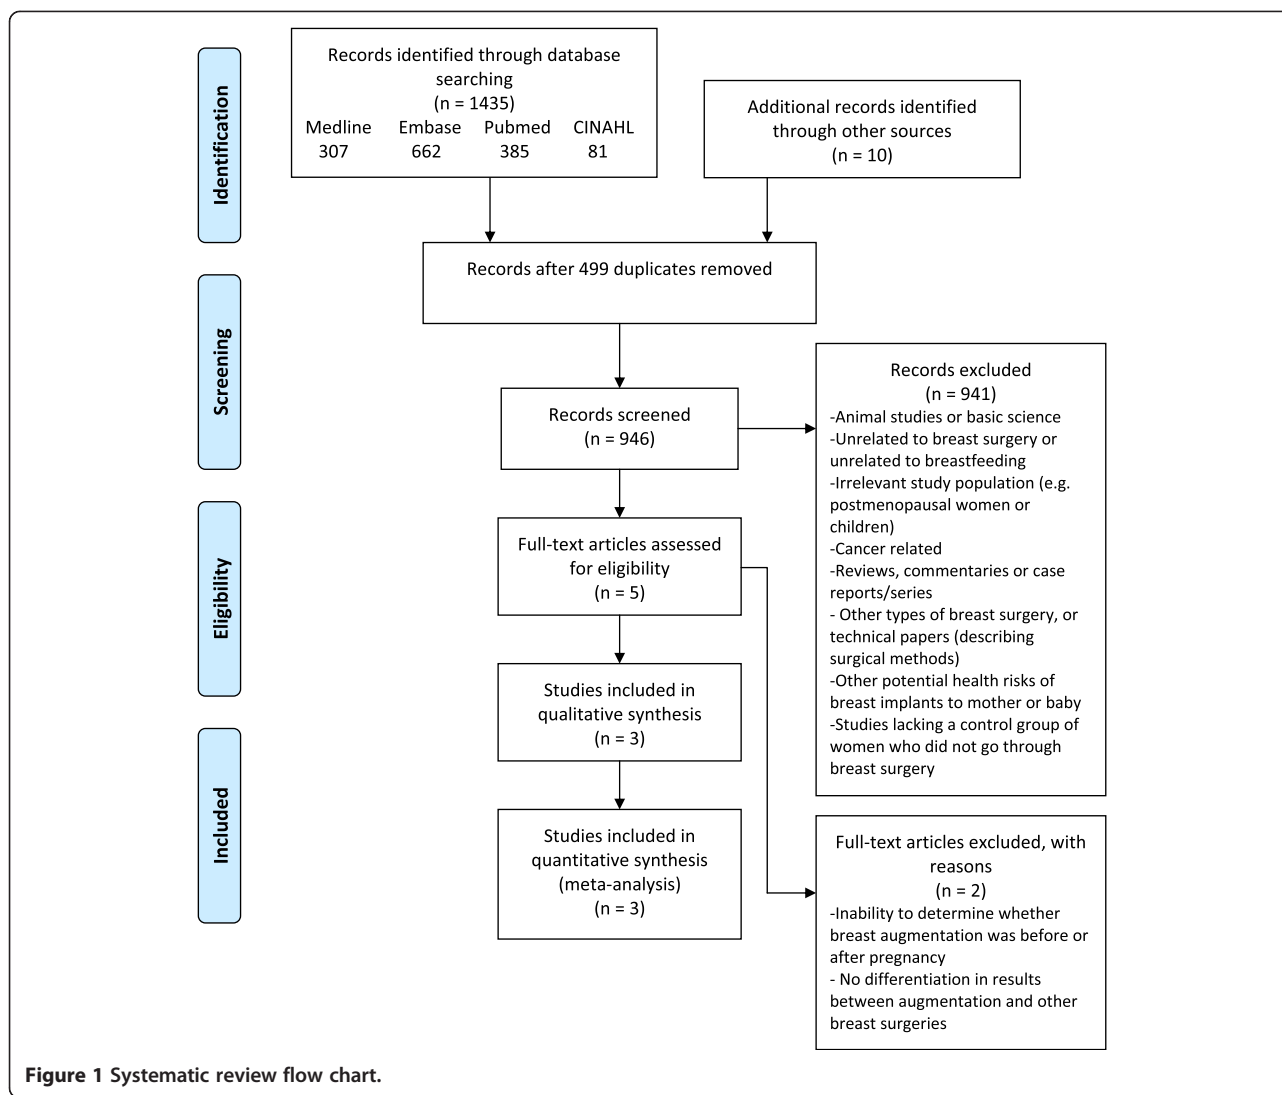 Identification
Records identified through database
searching
(n = 1435)
Medline Embase Pubmed CINAHL
307 662 385 81
Additional records identified
through other sources
(n = 10)
Records after 499 duplicates removed
Screening
Records screened
(n = 946)
Records excluded
(n = 941)
-Animal studies or basic science
-Unrelated to breast surgery or
unrelated to breastfeeding
-Irrelevant study population (e.g.
postmenopausal women or
children)
-Cancer related
-Reviews, commentaries or case
reports/series
- Other types of breast surgery, or
technical papers (describing
surgical methods)
-Other potential health risks of
breast implants to mother or baby
-Studies lacking a control group of
women who did not go through
breast surgery
Eligibility
Full-text articles assessed
for eligibility
(n = 5)
Studies included in
qualitative synthesis
(n = 3)
Included
Studies included in
quantitative synthesis
(meta-analysis)
(n = 3)
Full-text articles excluded, with
reasons
(n = 2)
-Inability to determine whether
breast augmentation was before or
after pregnancy
- No differentiation in results
between augmentation and other
breast surgeries
Figure 1 Systematic review flow chart.